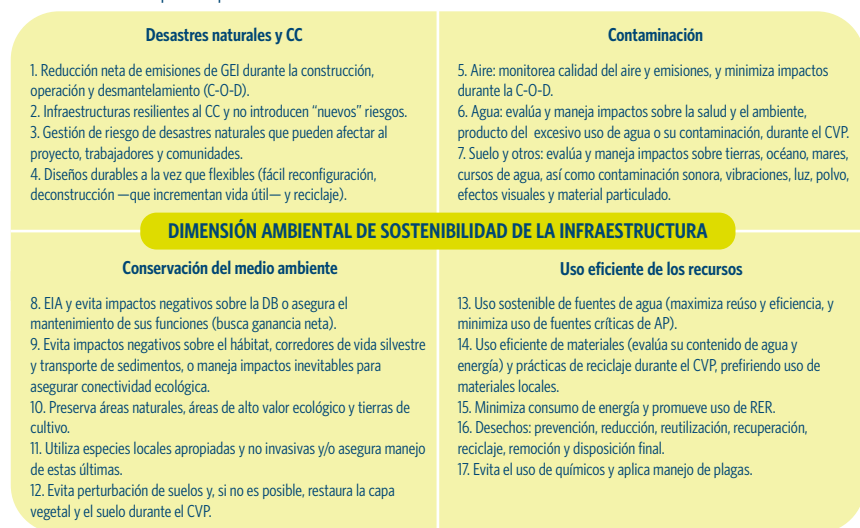 Desastres naturales y CC
1. Reducción neta de emisiones de GEI durante la construcción,
operación y desmantelamiento (C-O-D).
2. Infraestructuras resilientes al CC y no introducen “nuevos” riesgos.
3. Gestión de riesgo de desastres naturales que pueden afectar al
proyecto, trabajadores y comunidades.
4. Diseños durables a la vez que flexibles (fácil reconfiguración,
deconstrucción —que incrementan vida útil— y reciclaje).
Contaminación
5. Aire: monitorea calidad del aire y emisiones, y minimiza impactos
durante la C-O-D.
6. Agua: evalúa y maneja impactos sobre la salud y el ambiente,
producto del excesivo uso de agua o su contaminación, durante el CVP.
7. Suelo y otros: evalúa y maneja impactos sobre tierras, océano, mares,
cursos de agua, así como contaminación sonora, vibraciones, luz, polvo,
efectos visuales y material particulado.
DIMENSIÓN AMBIENTAL DE SOSTENIBILIDAD DE LA INFRAESTRUCTURA
Conservación del medio ambiente
8. EIA y evita impactos negativos sobre la DB o asegura el
mantenimiento de sus funciones (busca ganancia neta).
9. Evita impactos negativos sobre el hábitat, corredores de vida silvestre
y transporte de sedimentos, o maneja impactos inevitables para
asegurar conectividad ecológica.
10. Preserva áreas naturales, áreas de alto valor ecológico y tierras de
cultivo.
11. Utiliza especies locales apropiadas y no invasivas y/o asegura manejo
de estas últimas.
12. Evita perturbación de suelos y, si no es posible, restaura la capa
vegetal y el suelo durante el CVP.
Uso eficiente de los recursos
13. Uso sostenible de fuentes de agua (maximiza reúso y eficiencia, y
minimiza uso de fuentes críticas de AP).
14. Uso eficiente de materiales (evalúa su contenido de agua y
energía) y prácticas de reciclaje durante el CVP, prefiriendo uso de
materiales locales.
15. Minimiza consumo de energía y promueve uso de RER.
16. Desechos: prevención, reducción, reutilización, recuperación,
reciclaje, remoción y disposición final.
17. Evita el uso de químicos y aplica manejo de plagas.